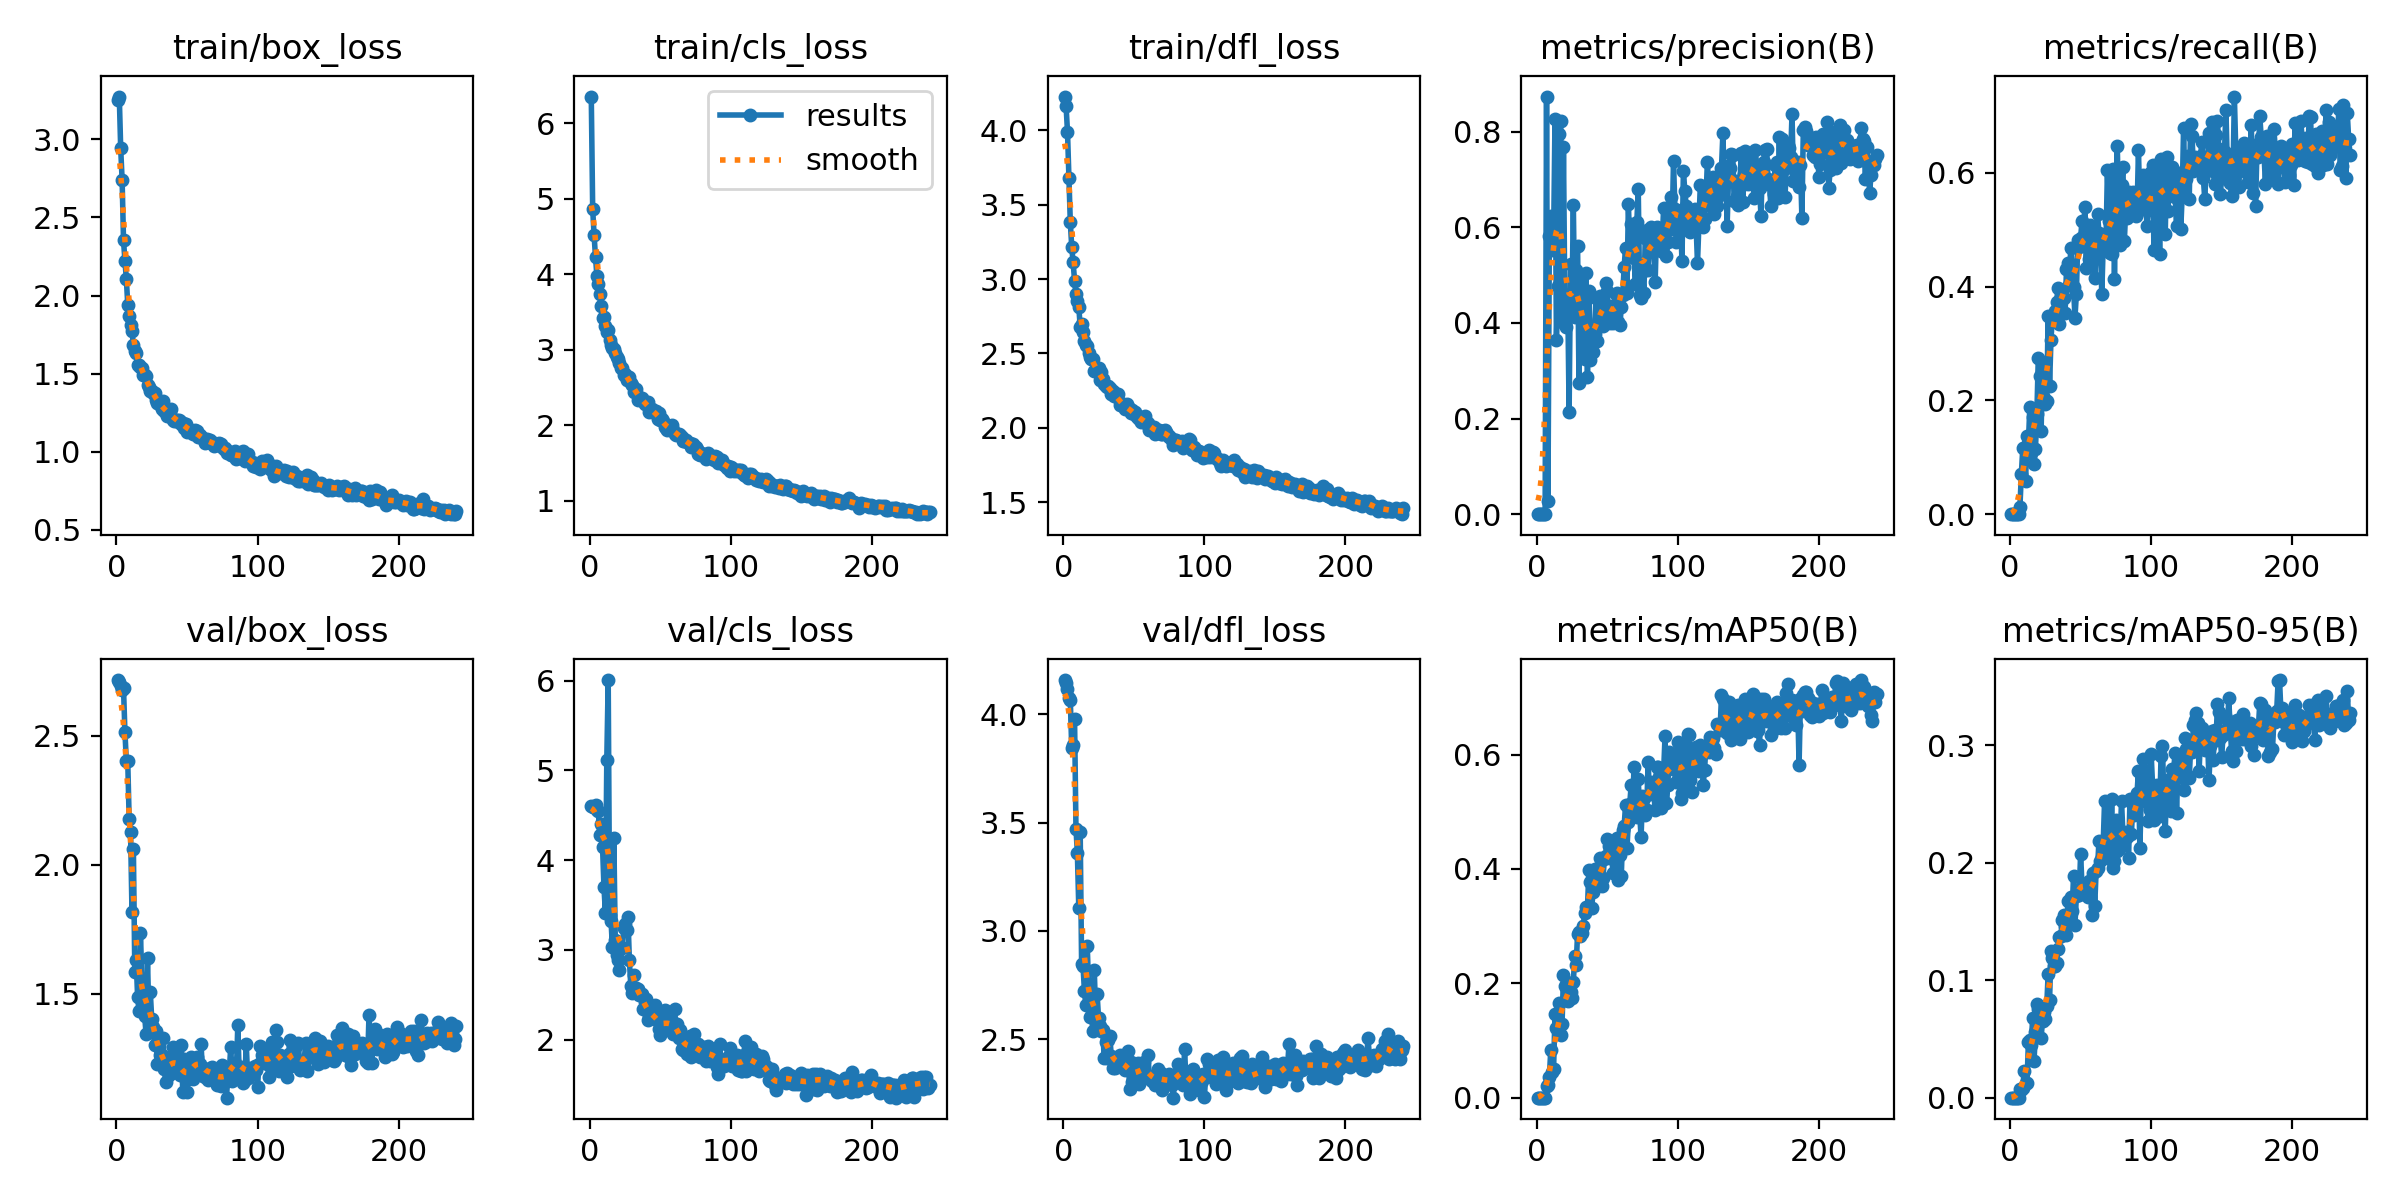 train/box_loss
3.0
2.5
2.0
1.5
1.0
0.5
0 100 200
train/cls_loss
results
smooth
6
5
4
3
2
1
0 100 200
train/dfl_loss
4.0
3.5
3.0
2.5
2.0
1.5
0 100 200
metrics/precision(B)
0.8
0.6
0.4
0.2
0.0
0 100 200
metrics/recall(B)
0.6
0.4
0.2
0.0
0 100 200
val/box_loss
2.5
2.0
1.5
0 100 200
val/cls_loss
6
5
4
3
2
0 100 200
val/dfl_loss
4.0
3.5
3.0
2.5
0 100 200
metrics/mAP50(B)
0.6
0.4
0.2
0.0
0 100 200
metrics/mAP50-95(B)
0.3
0.2
0.1
0.0
0 100 200